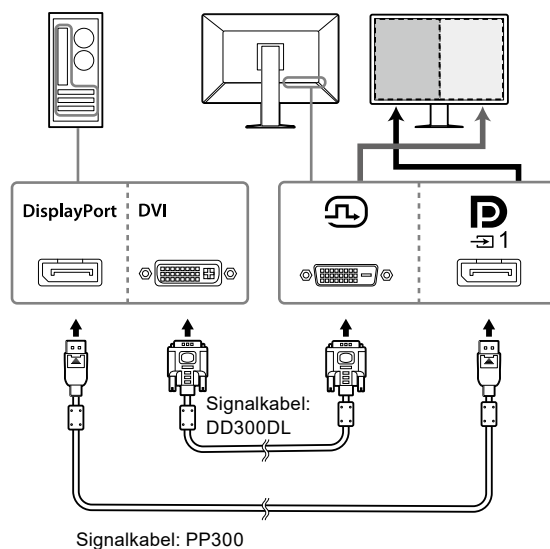 DisplayPort
DVI
1
Signalkabel:
DD300DL
Signalkabel: PP300